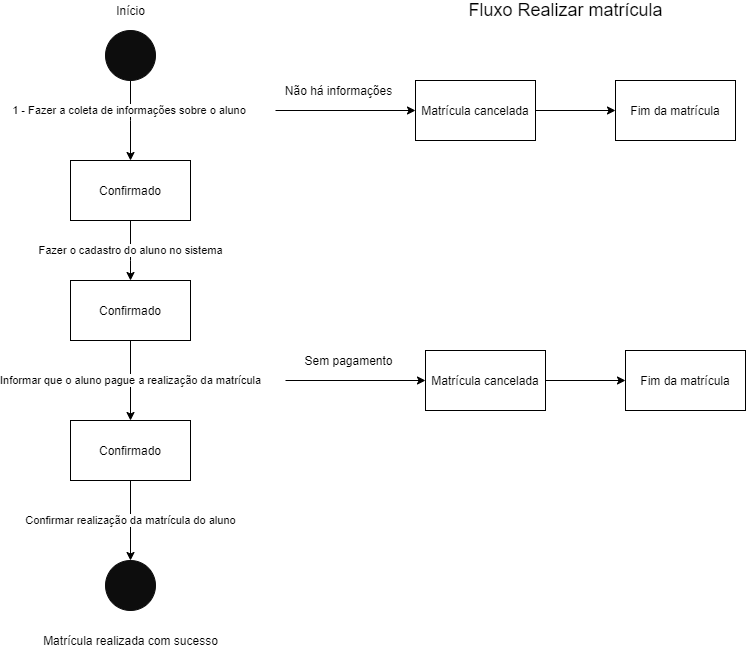 Início
Fluxo Realizar matrícula
Não há informações
1 - Fazer a coleta de informações sobre o aluno
Matrícula cancelada
Fim da matrícula
Confirmado
Fazer o cadastro do aluno no sistema
Confirmado
Sem pagamento
Informar que o aluno pague a realização da matrícula
Matrícula cancelada
Fim da matrícula
Confirmado
Confirmar realização da matrícula do aluno
Matrícula realizada com sucesso